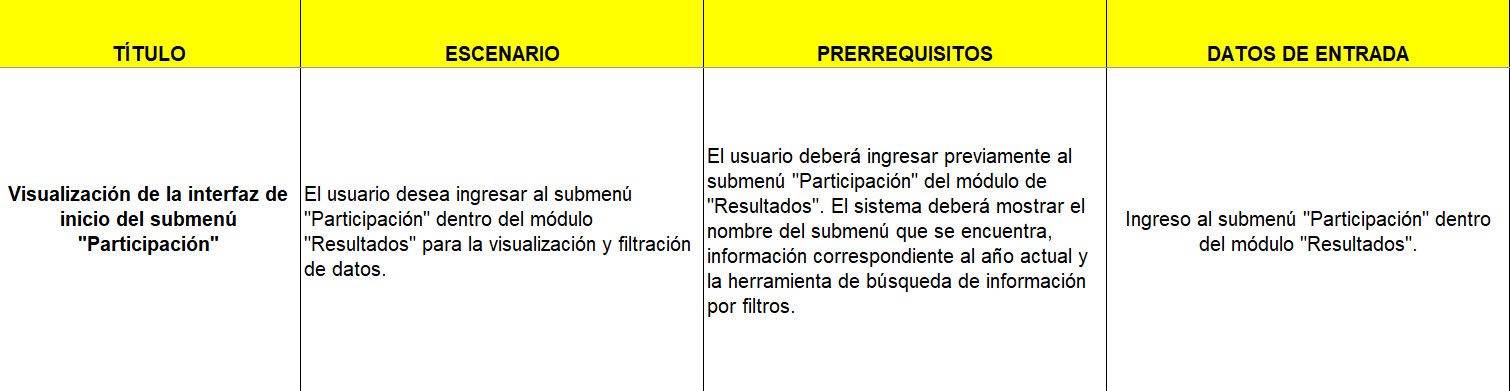 TÍTULO
ESCENARIO
PRERREQUISITOS
DATOS DE ENTRADA
Visualización de la interfaz de
inicio del submenú
"Participación"
El usuario desea ingresar al submenú
"Participación" dentro del módulo
"Resultados" para la visualización y filtración
de datos.
El usuario deberá ingresar previamente al
submenú "Participación" del módulo de
"Resultados". El sistema deberá mostrar el
nombre del submenú que se encuentra,
información correspondiente al año actual y
la herramienta de búsqueda de información
por filtros.
Ingreso al submenú "Participación" dentro
del módulo "Resultados".